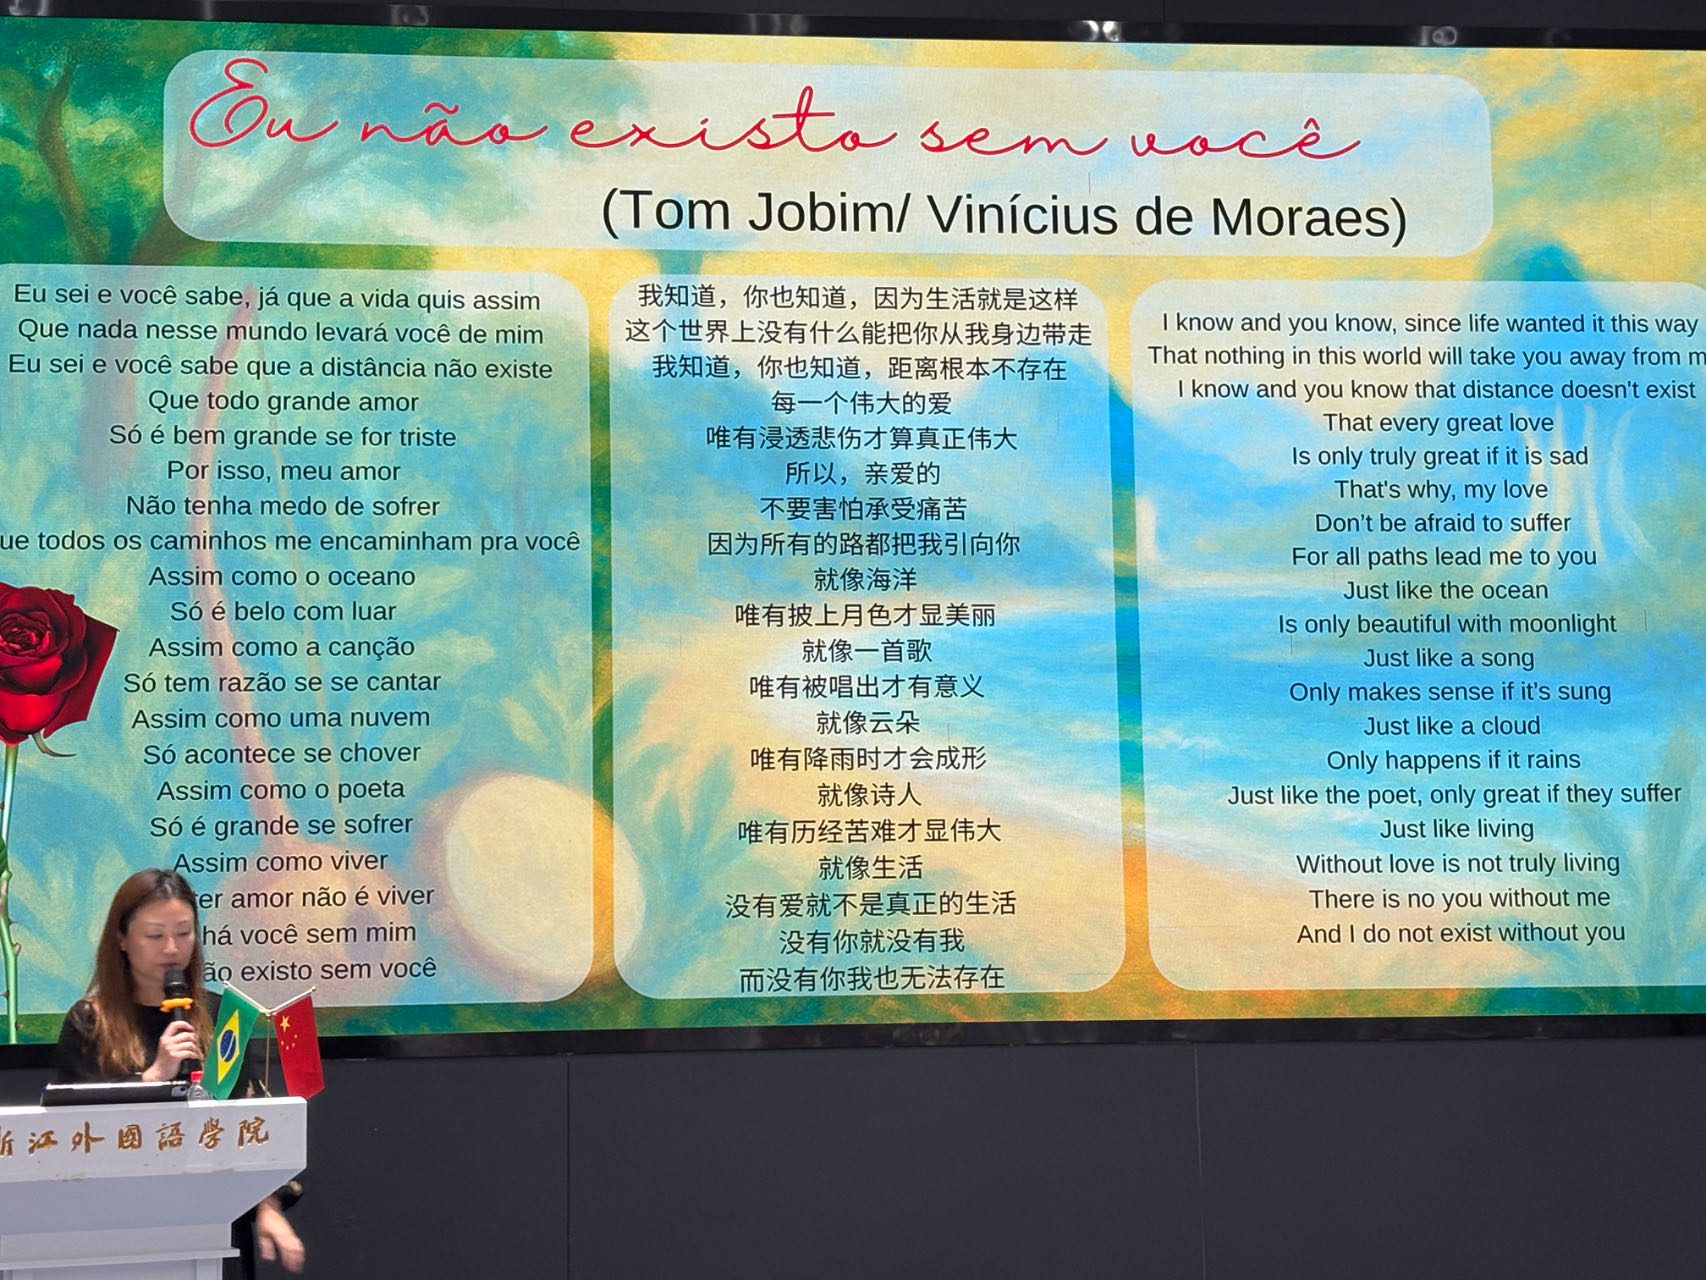 Eu não existo sem você
(Tom Jobim/ Vinícius de Moraes)
Eu sei e você sabe, já que a vida quis assim
Que nada nesse mundo levará você de mim
Eu sei e você sabe que a distância não existe
Que todo grande amor
Só é bem grande se for triste
Por isso, meu amor
Não tenha medo de sofrer
todos os caminhos me encaminham pra você
Assim como o oceano
Só é belo com luar
Assim como a canção
Só tem razão se se cantar
Assim como uma nuvem
Só acontece se chover
Assim como o poeta
Só é grande se sofrer
Assim como viver
amor não é viver
há você sem mim
existo sem você
我知道，你也知道，因为生活就是这样
这个世界上没有什么能把你从我身边带走
我知道，你也知道，距离根本不存在
每一个伟大的爱
唯有浸透悲伤才算真正伟大
所以，亲爱的
不要害怕承受痛苦
因为所有的路都把我引向你
就像海洋
唯有披上月色才显美丽
就像一首歌
唯有被唱出才有意义
就像云朵
唯有降雨时才会成形
就像诗人
唯有历经苦难才显伟大
就像生活
没有爱就不是真正的生活
没有你就没有我
而没有你我也无法存在
I know and you know, since life wanted it this way
That nothing in this world will take you away from
I know and you know that distance doesn't exist
That every great love
Is only truly great if it is sad
That's why, my love
Don’t be afraid to suffer
For all paths lead me to you
Just like the ocean
Is only beautiful with moonlight
Just like a song
Only makes sense if it's sung
Just like a cloud
Only happens if it rains
Just like the poet, only great if they suffer
Just like living
Without love is not truly living
There is no you without me
And I do not exist without you
浙江外國語學院